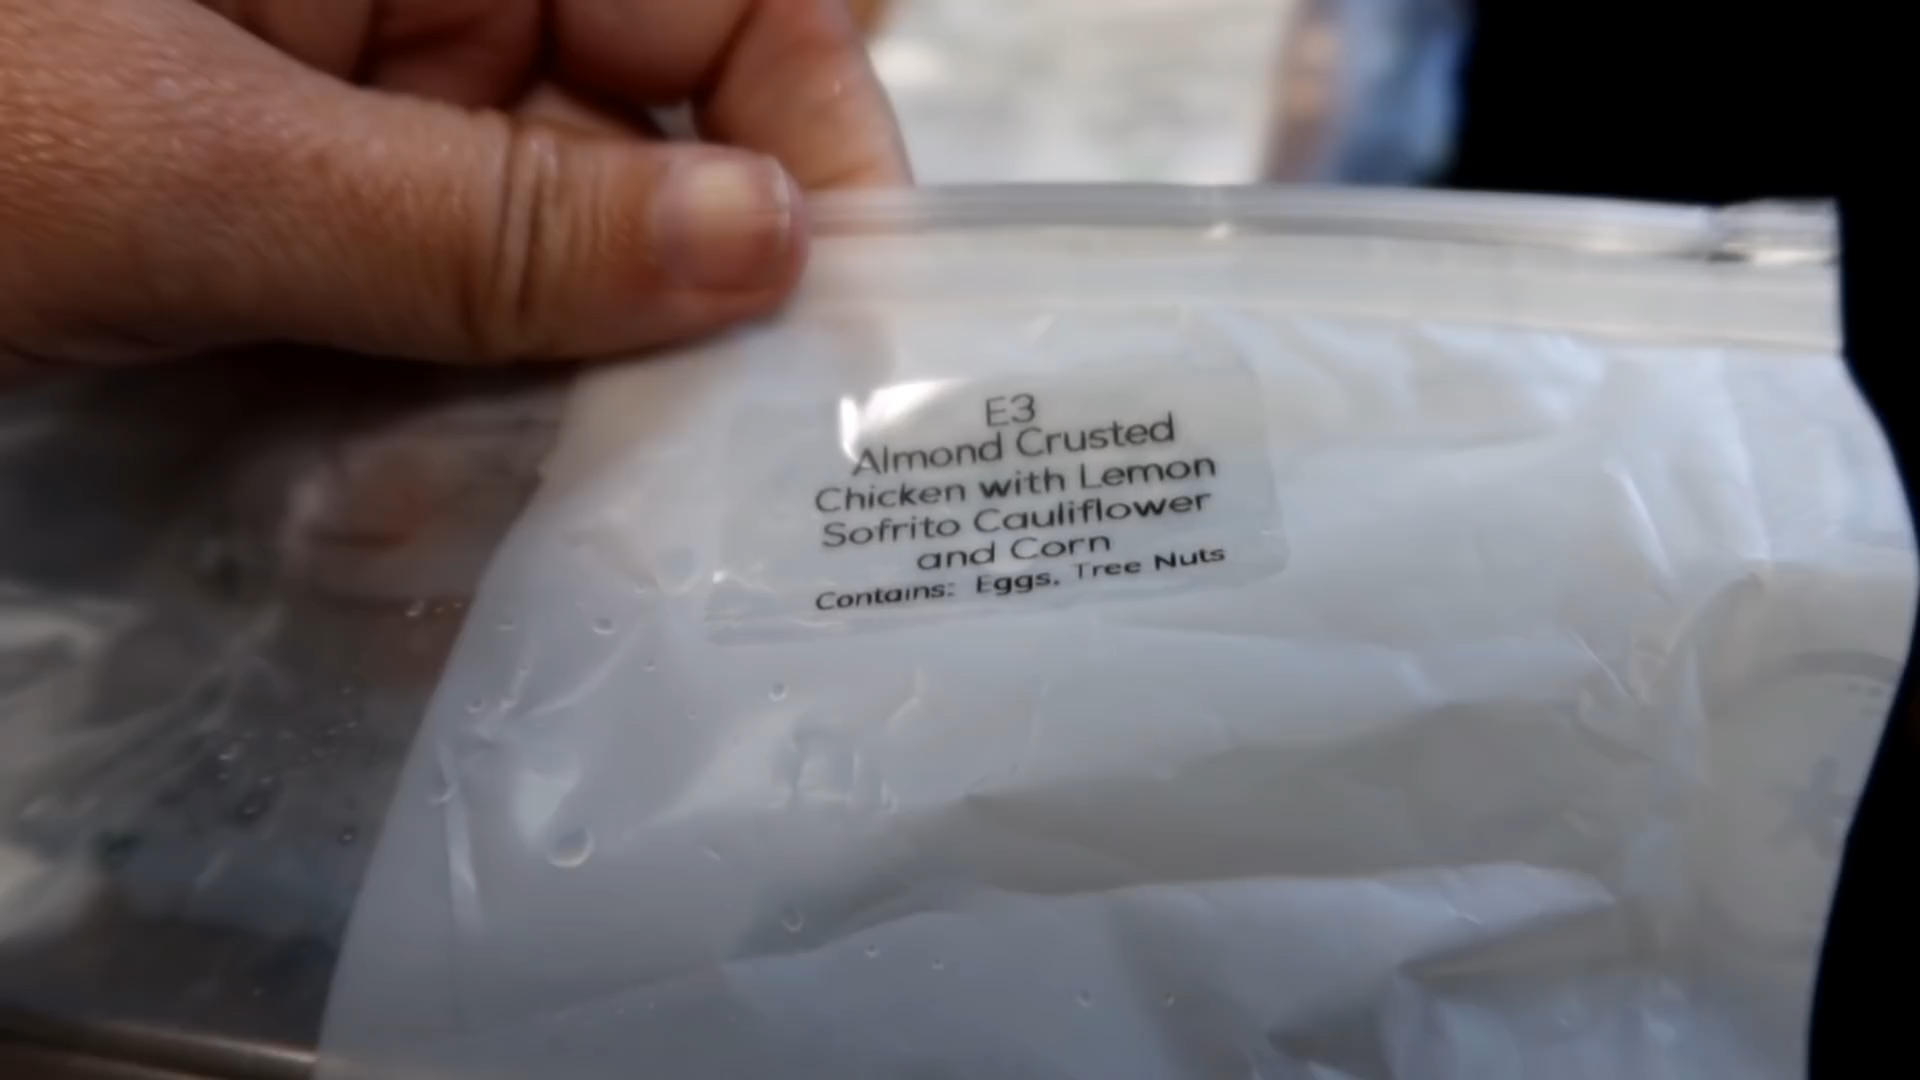 E3
Almond Crusted
Chicken with Lemon
Sofrito Cauliflower
and Corn
Contains: Eggs, Tree Nuts